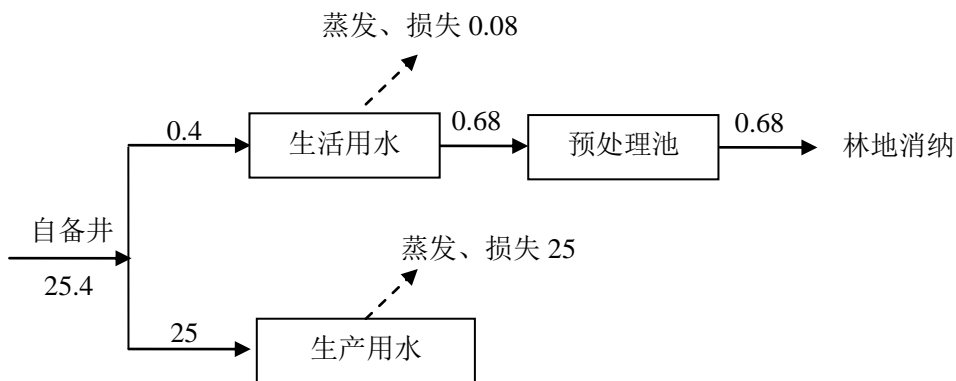 蒸发、损失 0.08
0.4
生活用水
0.68
预处理池
0.68
林地消纳
自备井
25.4
蒸发、损失 25
25
生产用水